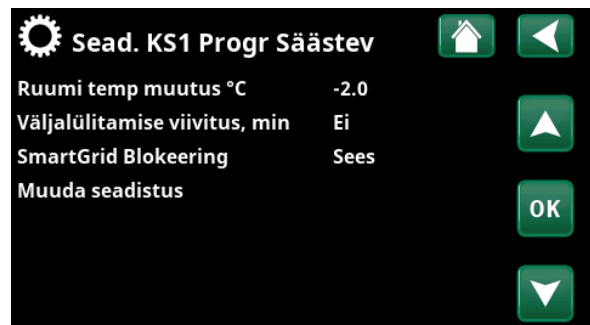 Sead. KS1 Progr Säästev
Ruumi temp muutus °C -2.0
Väljalülitamise viivitus, min Ei
SmartGrid Blokeering Sees
Muuda seadistus
OK